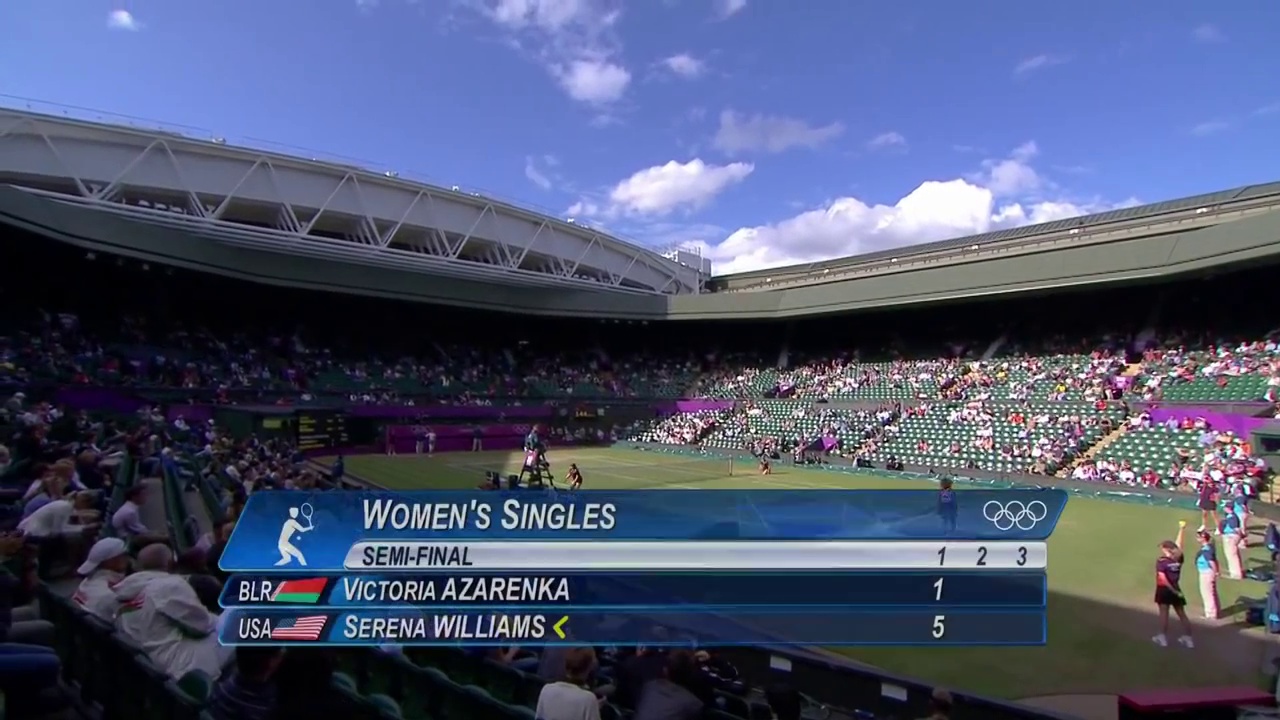 WOMEN'S SINGLES
SEMI-FINAL 1 2 3
BLR VICTORIA AZARENKA 1
USA SERENA WILLIAMS < 5